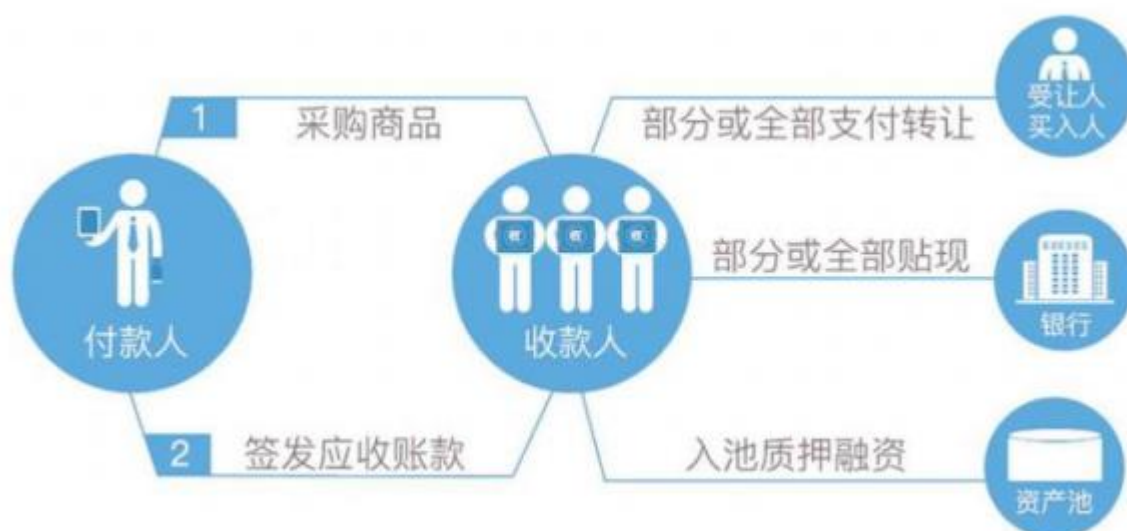 1
采购商品
部分或全部支付转让
受让人
买入人
付款人
收款人
部分或全部贴现
银行
2
签发应收账款
入池质押融资
资产池